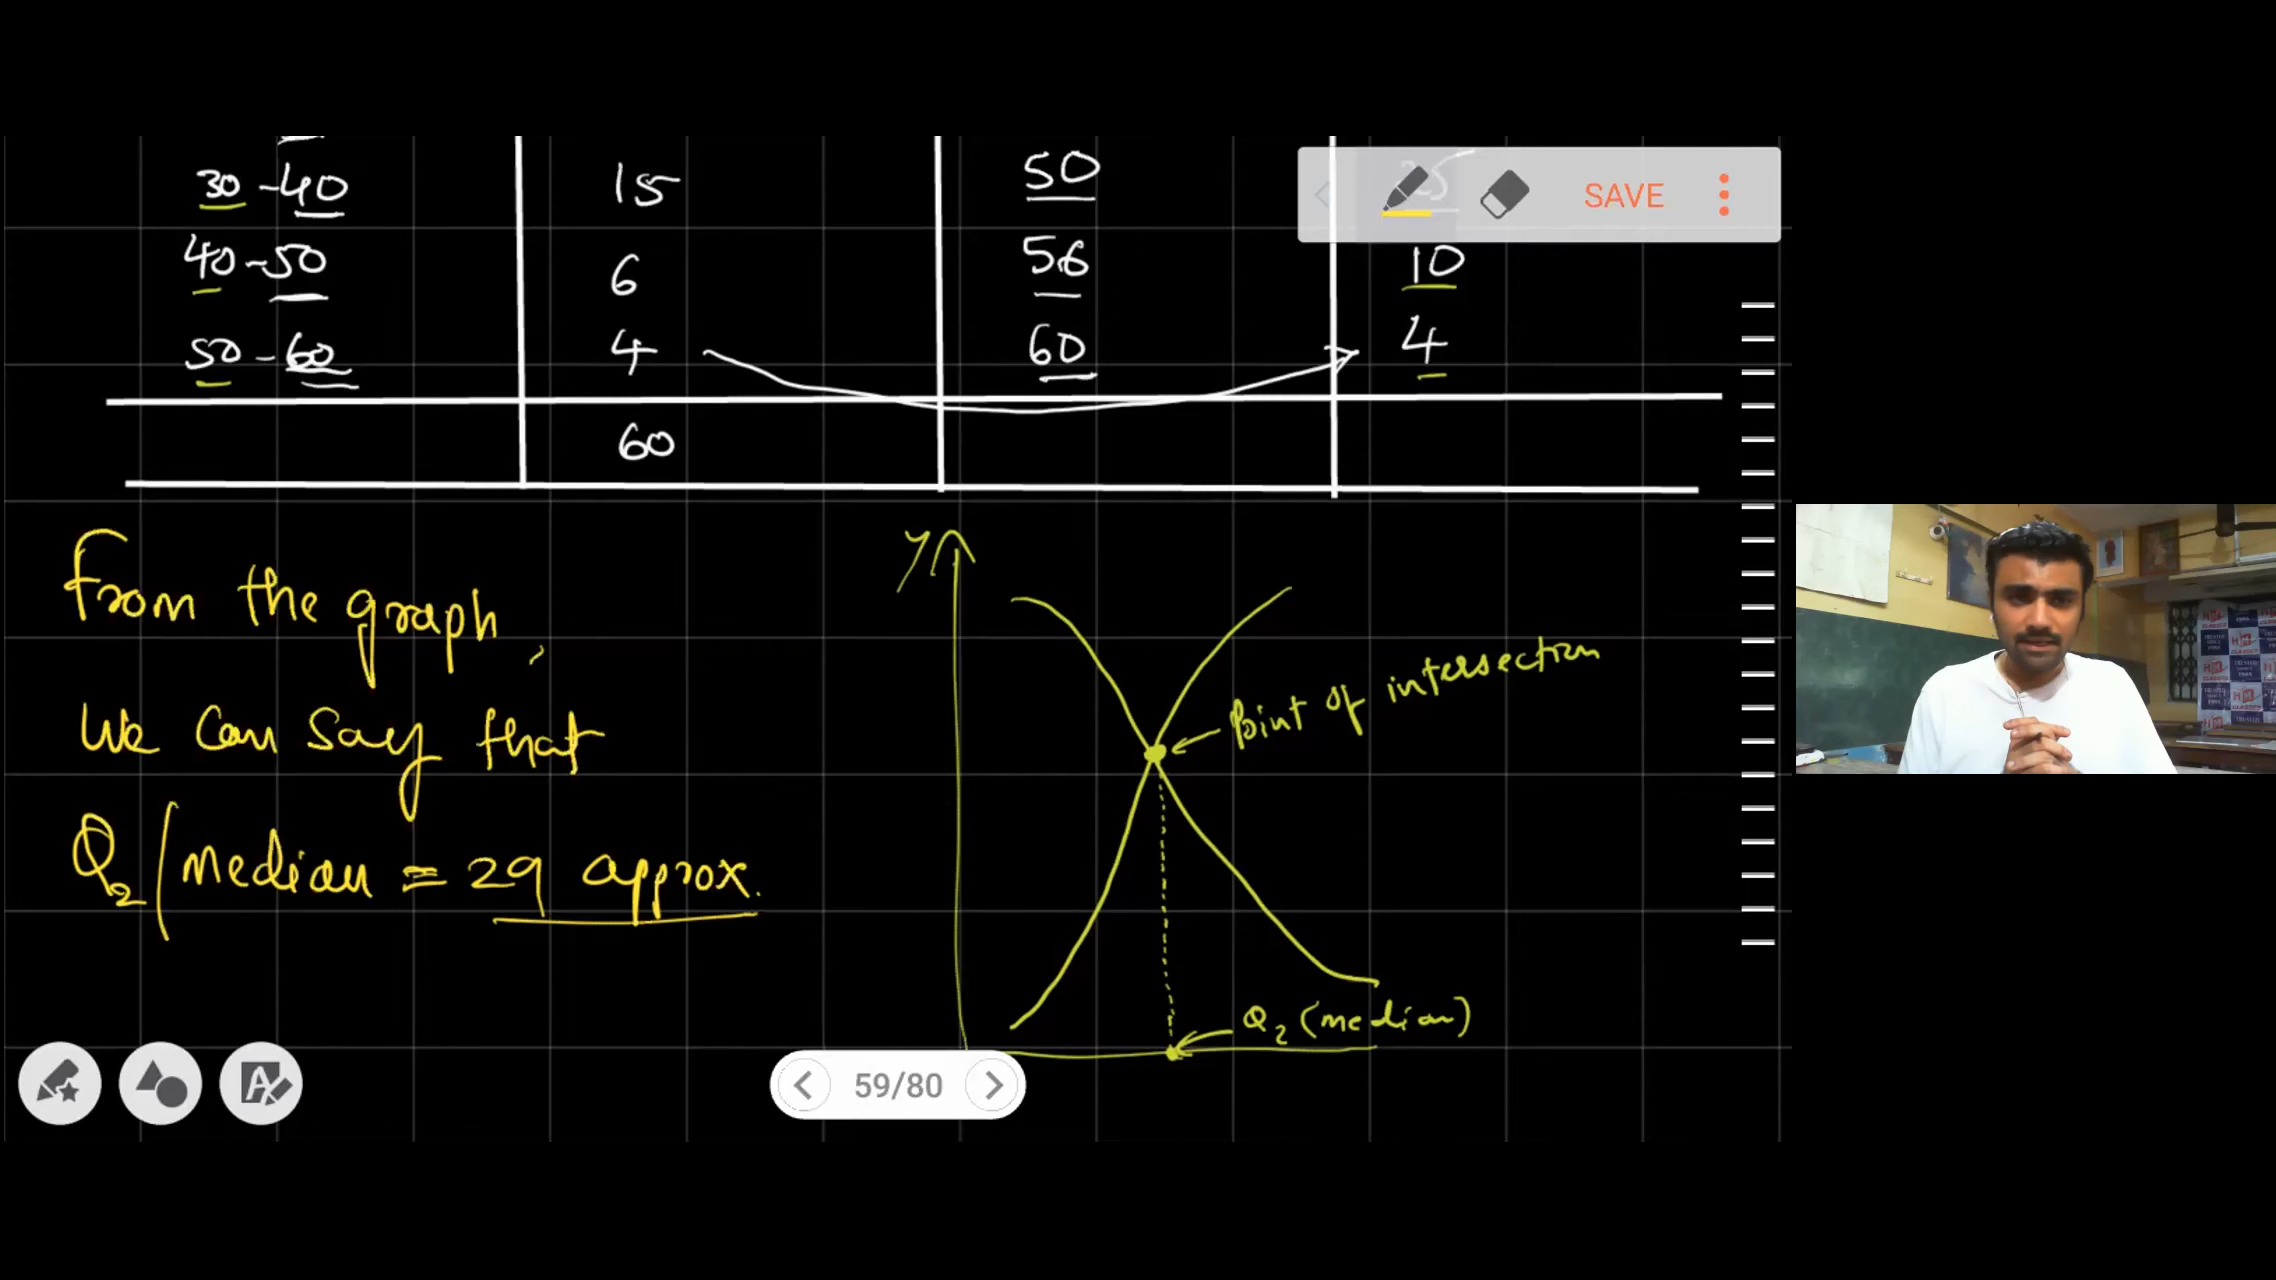 30-40 15 50 25
SAVE
40-50 6 56 10
50-60 4 60 4
60
From the graph,
We can say that
Q2/median = 29 approx.
Y
Point of intersection
Q2 (median)
59/80